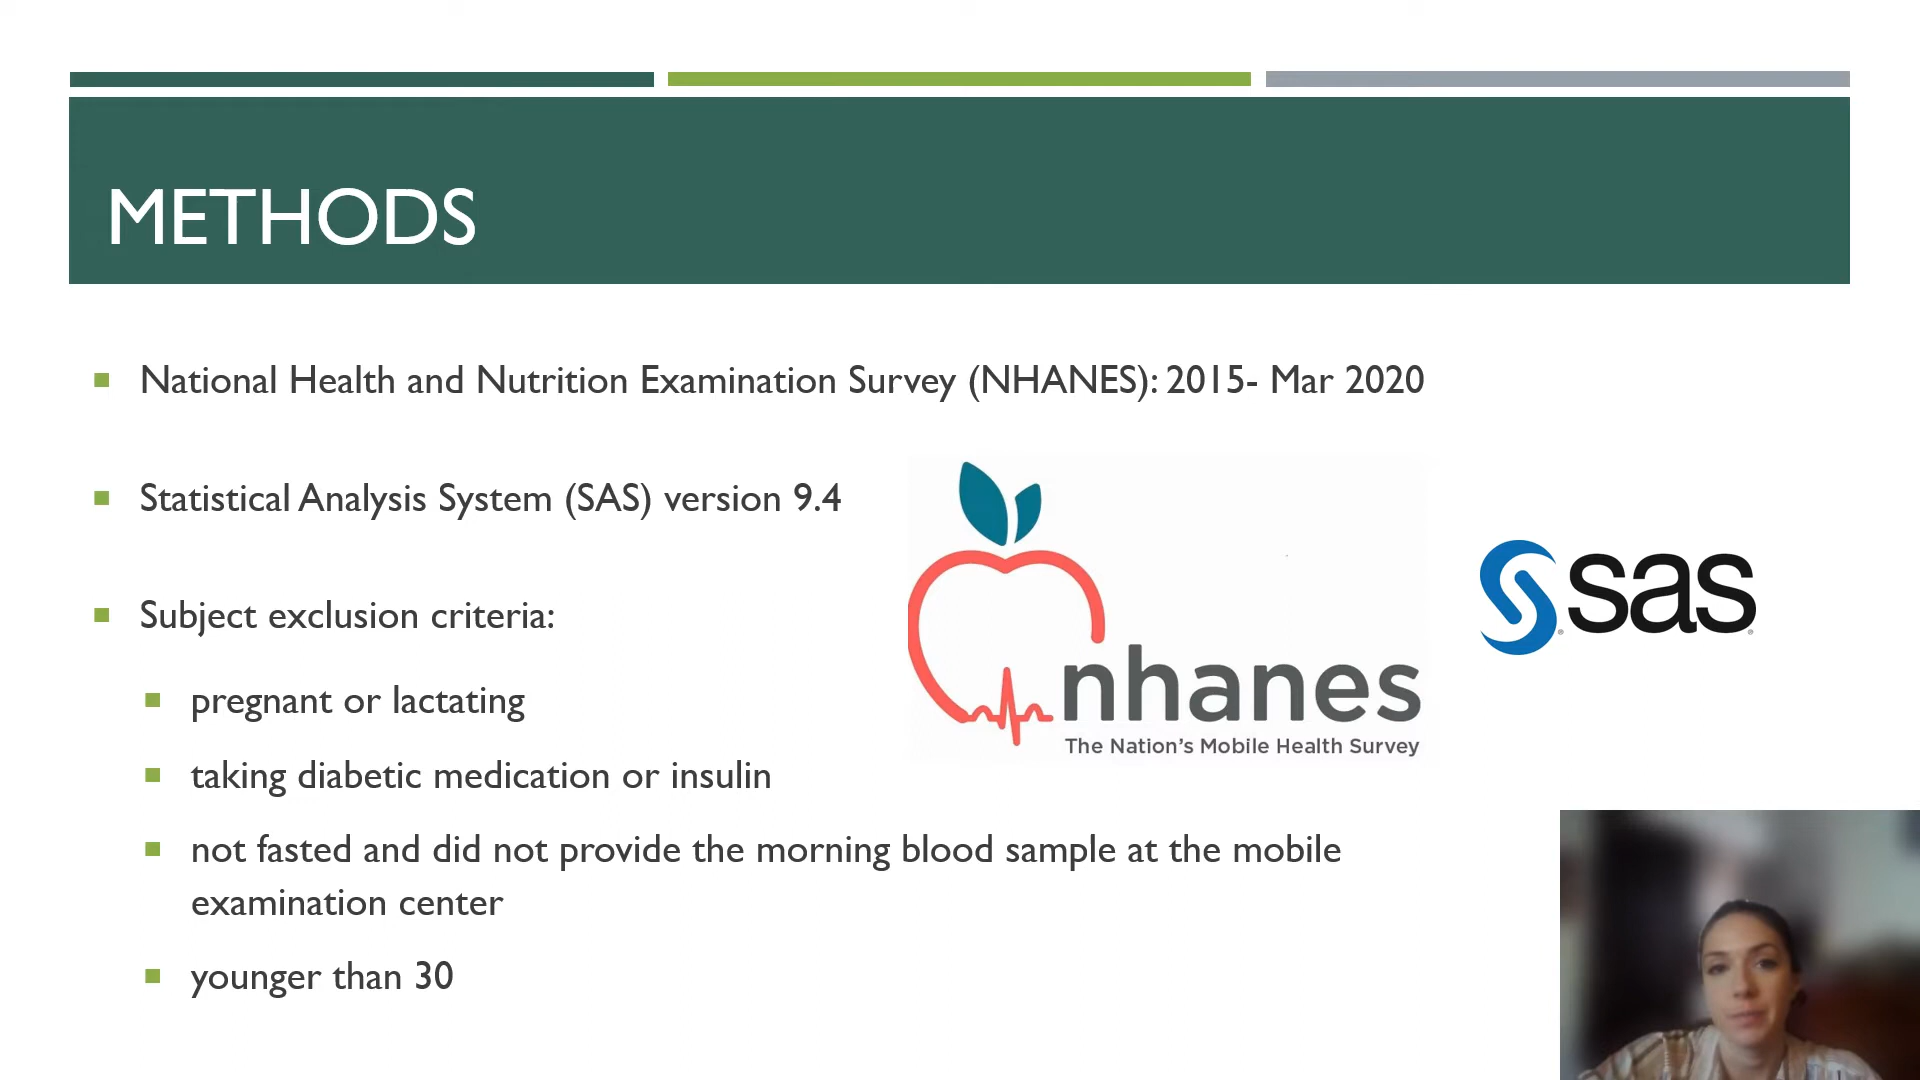 METHODS
National Health and Nutrition Examination Survey (NHANES): 2015- Mar 2020
Statistical Analysis System (SAS) version 9.4
Subject exclusion criteria:
pregnant or lactating
taking diabetic medication or insulin
not fasted and did not provide the morning blood sample at the mobile
examination center
younger than 30
nhanes
The Nation's Mobile Health Survey
sas